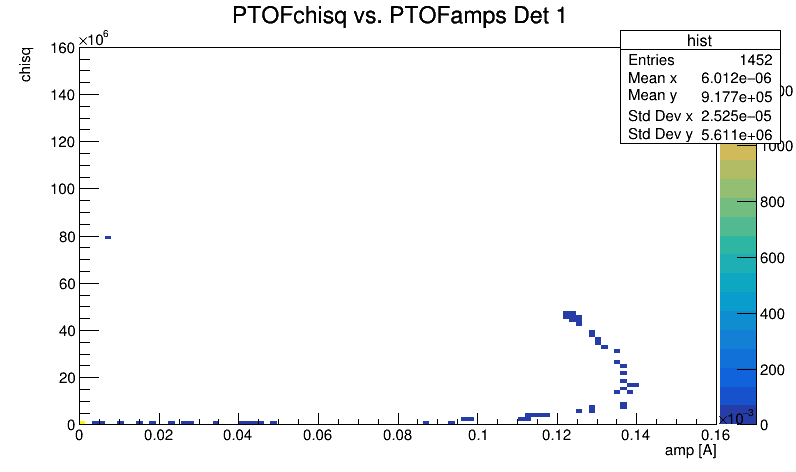 PTOFchisq vs. PTOFamps Det 1
×10⁶
chisq
160
140
120
100
80
60
40
20
0
0 0.02 0.04 0.06 0.08 0.1 0.12 0.14 0.16
×10⁻³
amp [A]
hist
Entries 1452
Mean x 6.012e−06
Mean y 9.177e+05
Std Dev x 2.525e−05
Std Dev y 5.611e+06
1000
800
600
400
200
0